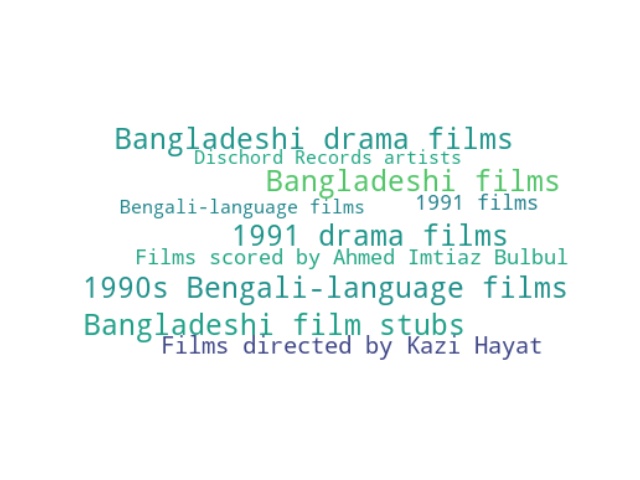 Bangladeshi drama films
Dischord Records artists
Bangladeshi films
Bengali-language films
1991 films
1991 drama films
Films scored by Ahmed Imtiaz Bulbul
1990s Bengali-language films
Bangladeshi film stubs
Films directed by Kazi Hayat